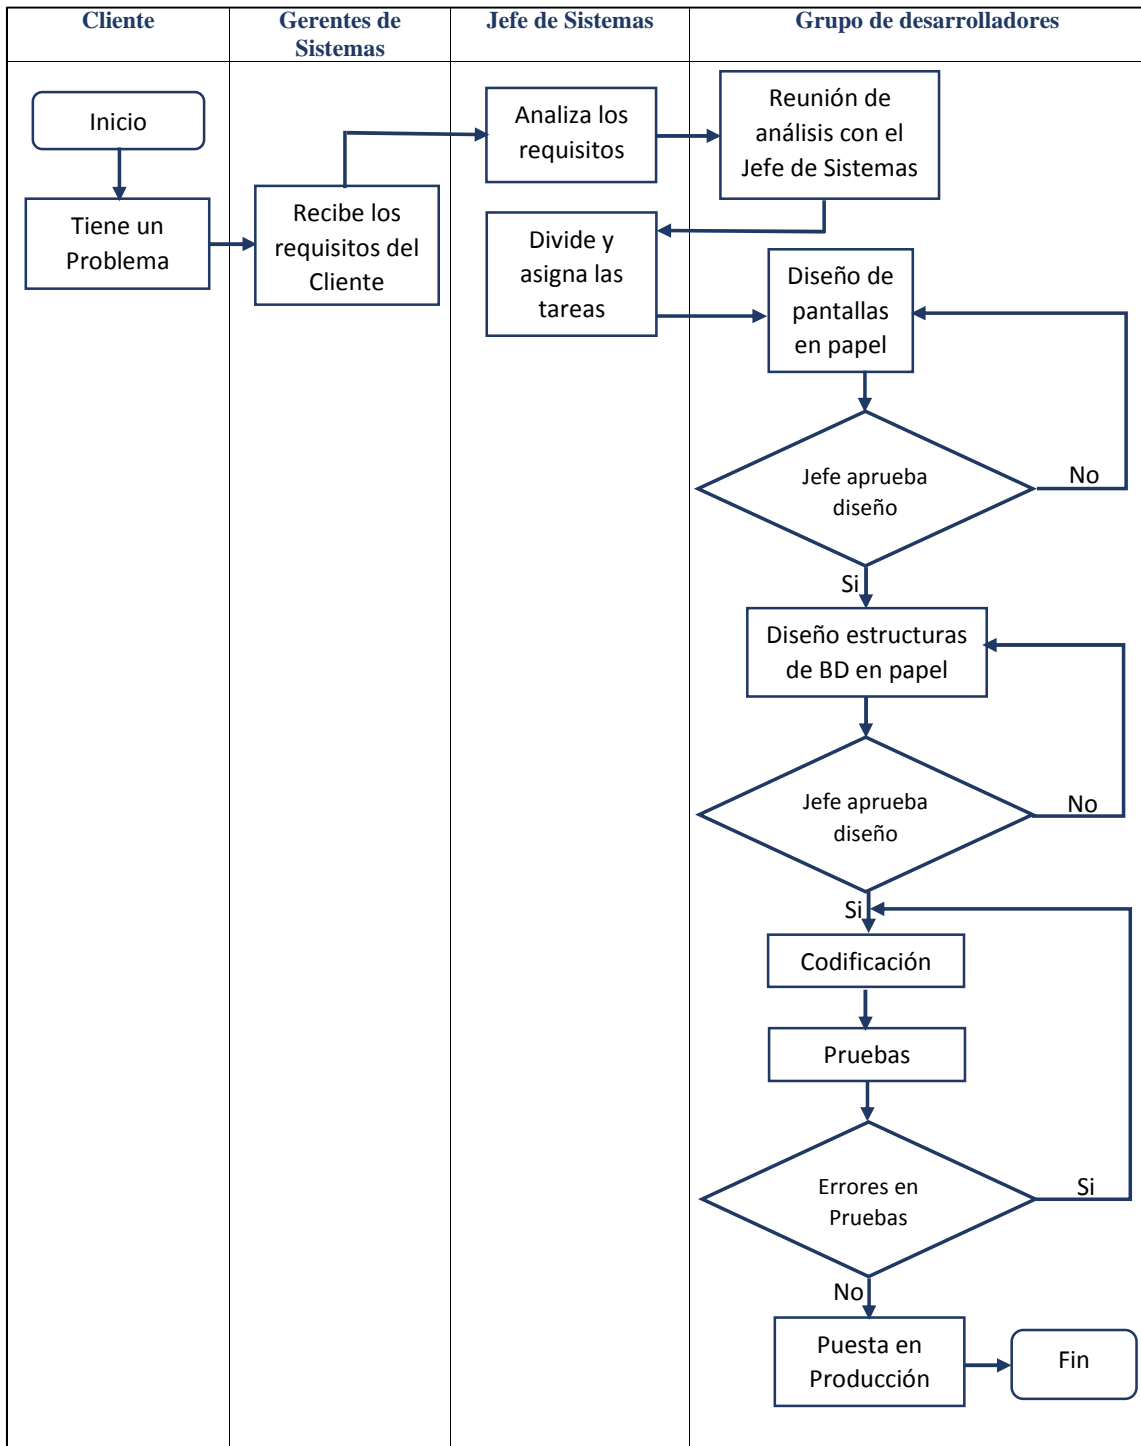 Cliente
Gerentes de
Sistemas
Jefe de Sistemas
Grupo de desarrolladores
Inicio
Tiene un
Problema
Recibe los
requisitos del
Cliente
Analiza los
requisitos
Reunión de
análisis con el
Jefe de Sistemas
Divide y
asigna las
tareas
Diseño de
pantallas
en papel
Jefe aprueba
diseño
No
Si
Diseño estructuras
de BD en papel
Jefe aprueba
diseño
No
Si
Codificación
Pruebas
Errores en
Pruebas
Si
No
Puesta en
Producción
Fin